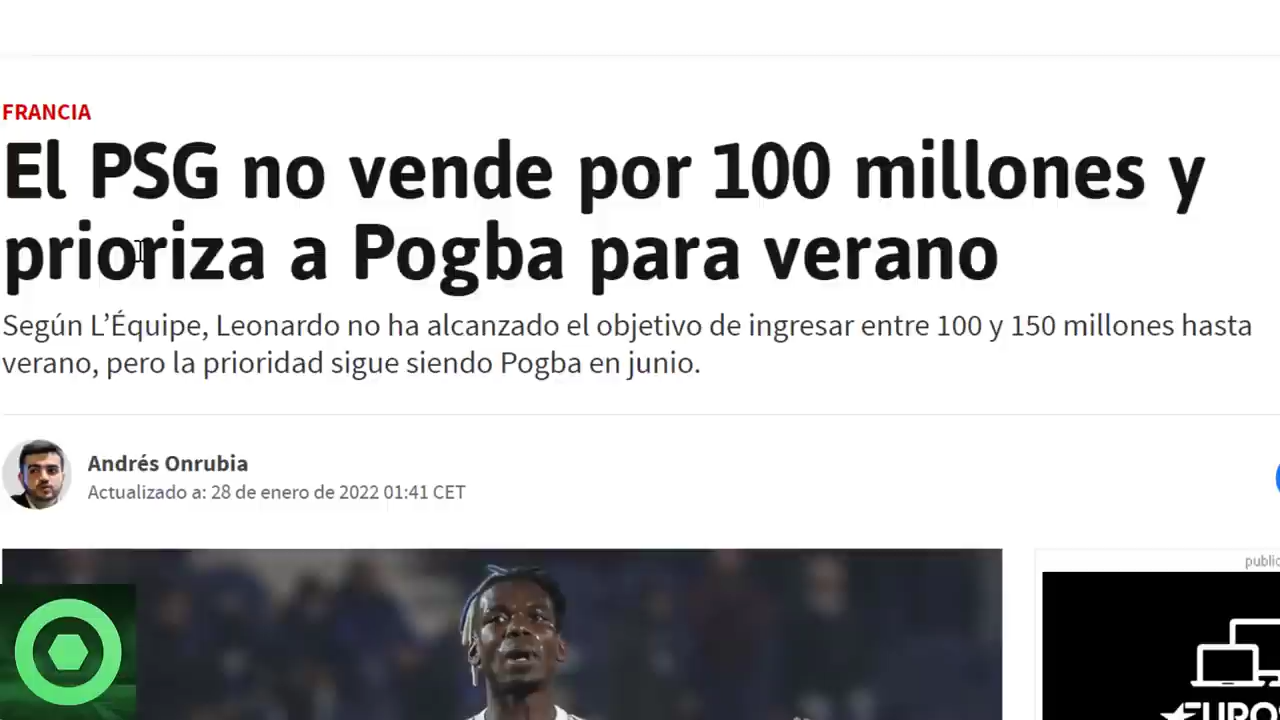 FRANCIA
El PSG no vende por 100 millones y
prioriza a Pogba para verano
Según L’Équipe, Leonardo no ha alcanzado el objetivo de ingresar entre 100 y 150 millones hasta
verano, pero la prioridad sigue siendo Pogba en junio.
Andrés Onrubia
Actualizado a: 28 de enero de 2022 01:41 CET